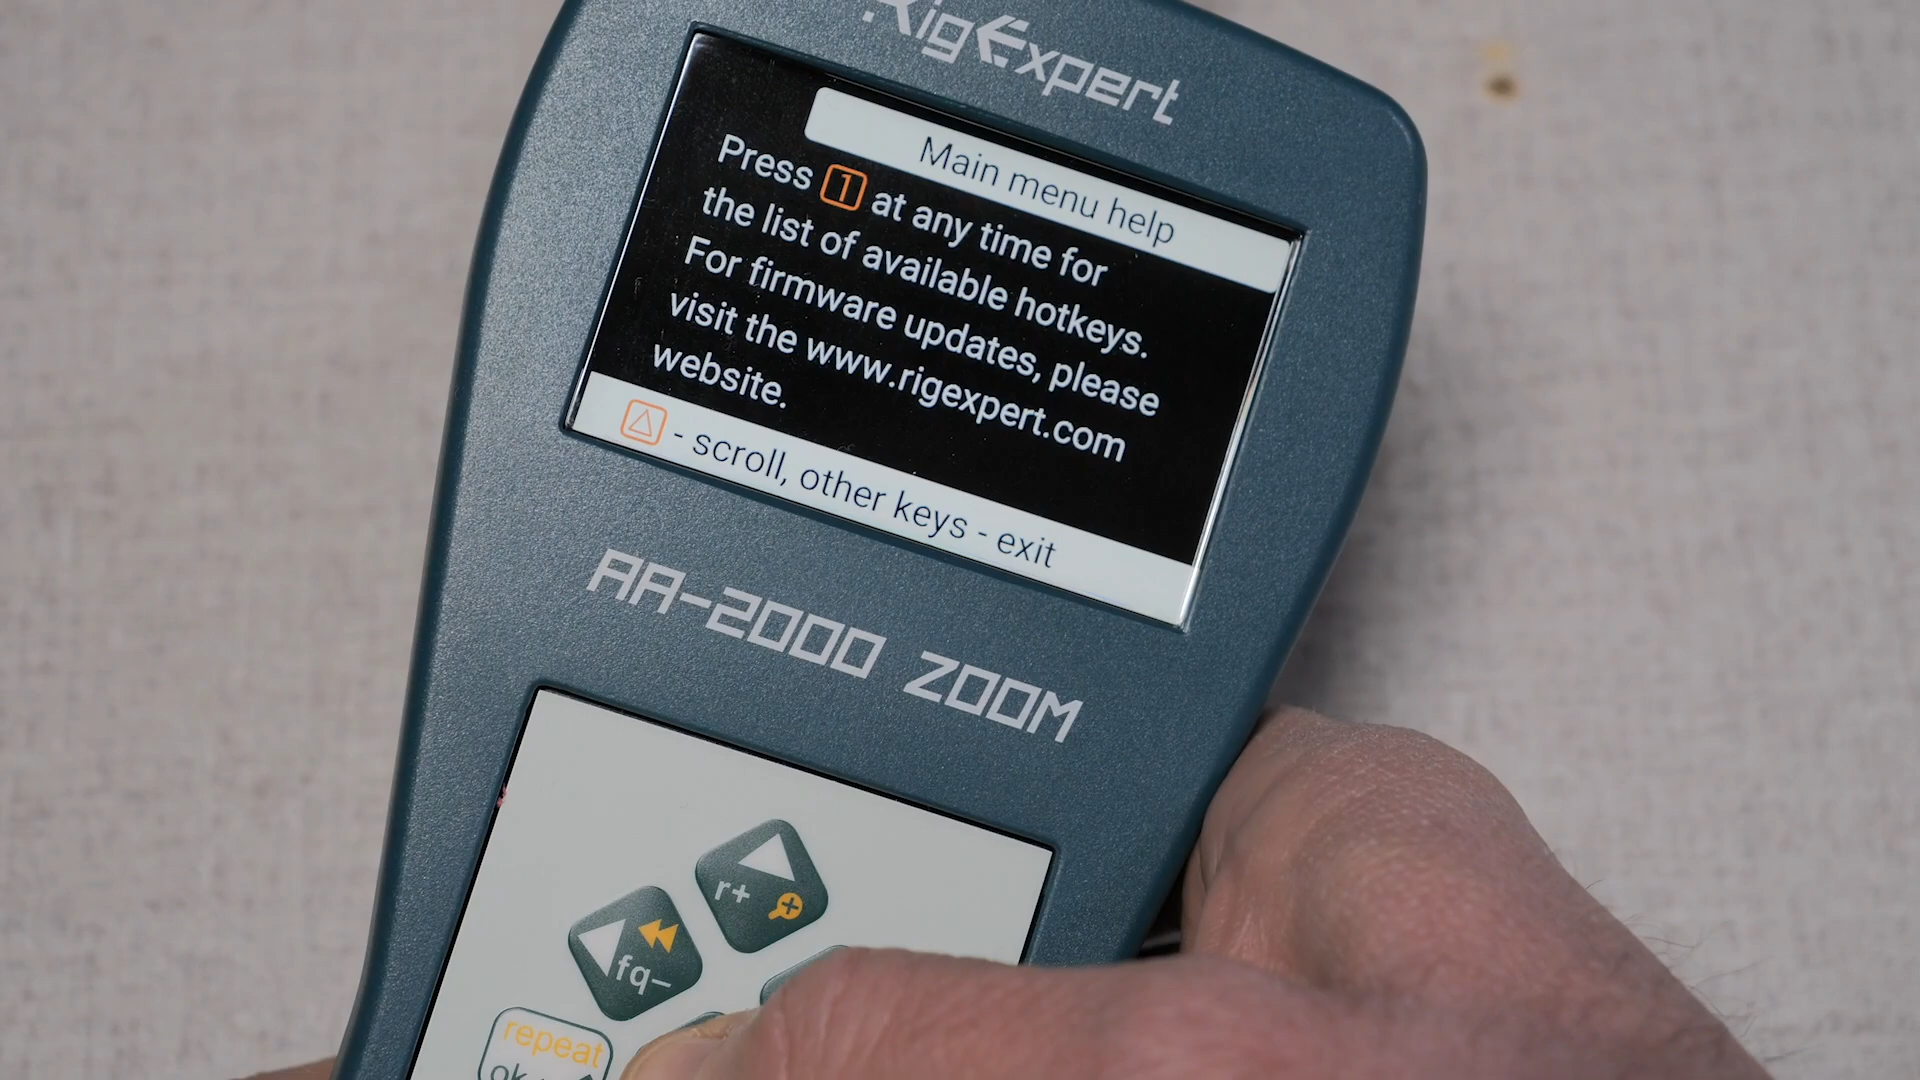 RigExpert
Main menu help
Press 1 at any time for
the list of available hotkeys.
For firmware updates, please
visit the www.rigexpert.com
website.
- scroll, other keys - exit
AA-2000 ZOOM
r+
fq-
repeat
ok